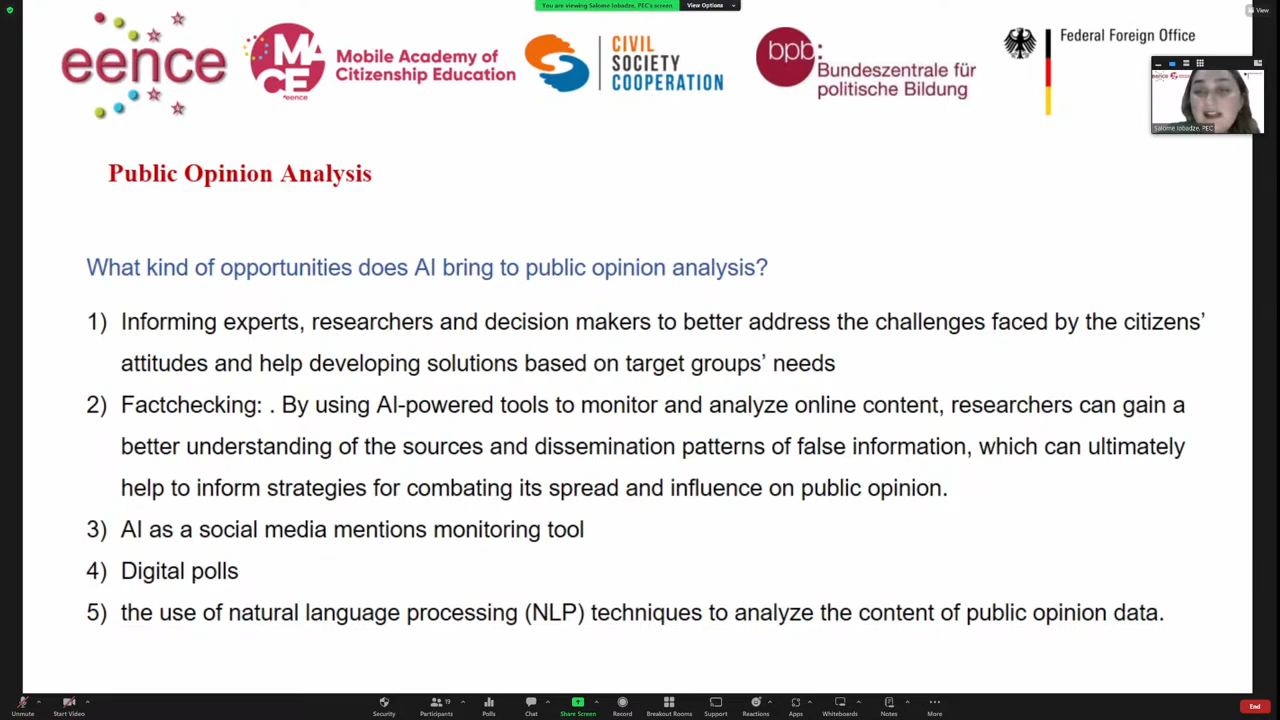 You are viewing Salome Iobadze, PEC's screen
View Options
View
eence
MACE
eence
Mobile Academy of
Citizenship Education
CIVIL
SOCIETY
COOPERATION
bpb:
Bundeszentrale für
politische Bildung
Federal Foreign Office
Salome Iobadze, PEC
Public Opinion Analysis
What kind of opportunities does AI bring to public opinion analysis?
1) Informing experts, researchers and decision makers to better address the challenges faced by the citizens’
attitudes and help developing solutions based on target groups’ needs
2) Factchecking: . By using AI-powered tools to monitor and analyze online content, researchers can gain a
better understanding of the sources and dissemination patterns of false information, which can ultimately
help to inform strategies for combating its spread and influence on public opinion.
3) AI as a social media mentions monitoring tool
4) Digital polls
5) the use of natural language processing (NLP) techniques to analyze the content of public opinion data.
Unmute
Start Video
Security
Participants
19
Polls
Chat
Share Screen
Record
Breakout Rooms
Support
Reactions
Apps
Whiteboards
Notes
More
End